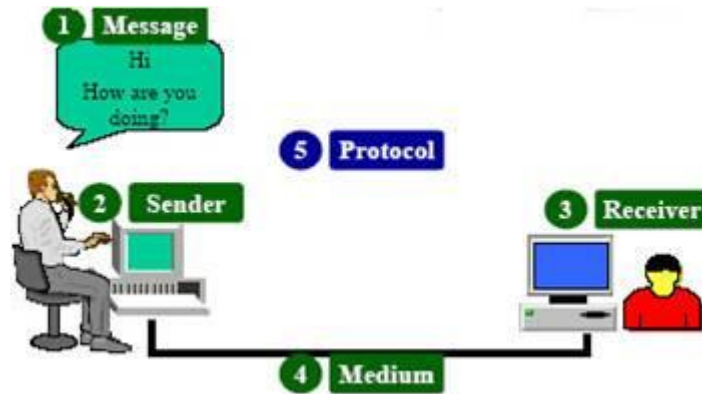 1 Message
Hi
How are you
doing?
5 Protocol
2 Sender
3 Receiver
4 Medium